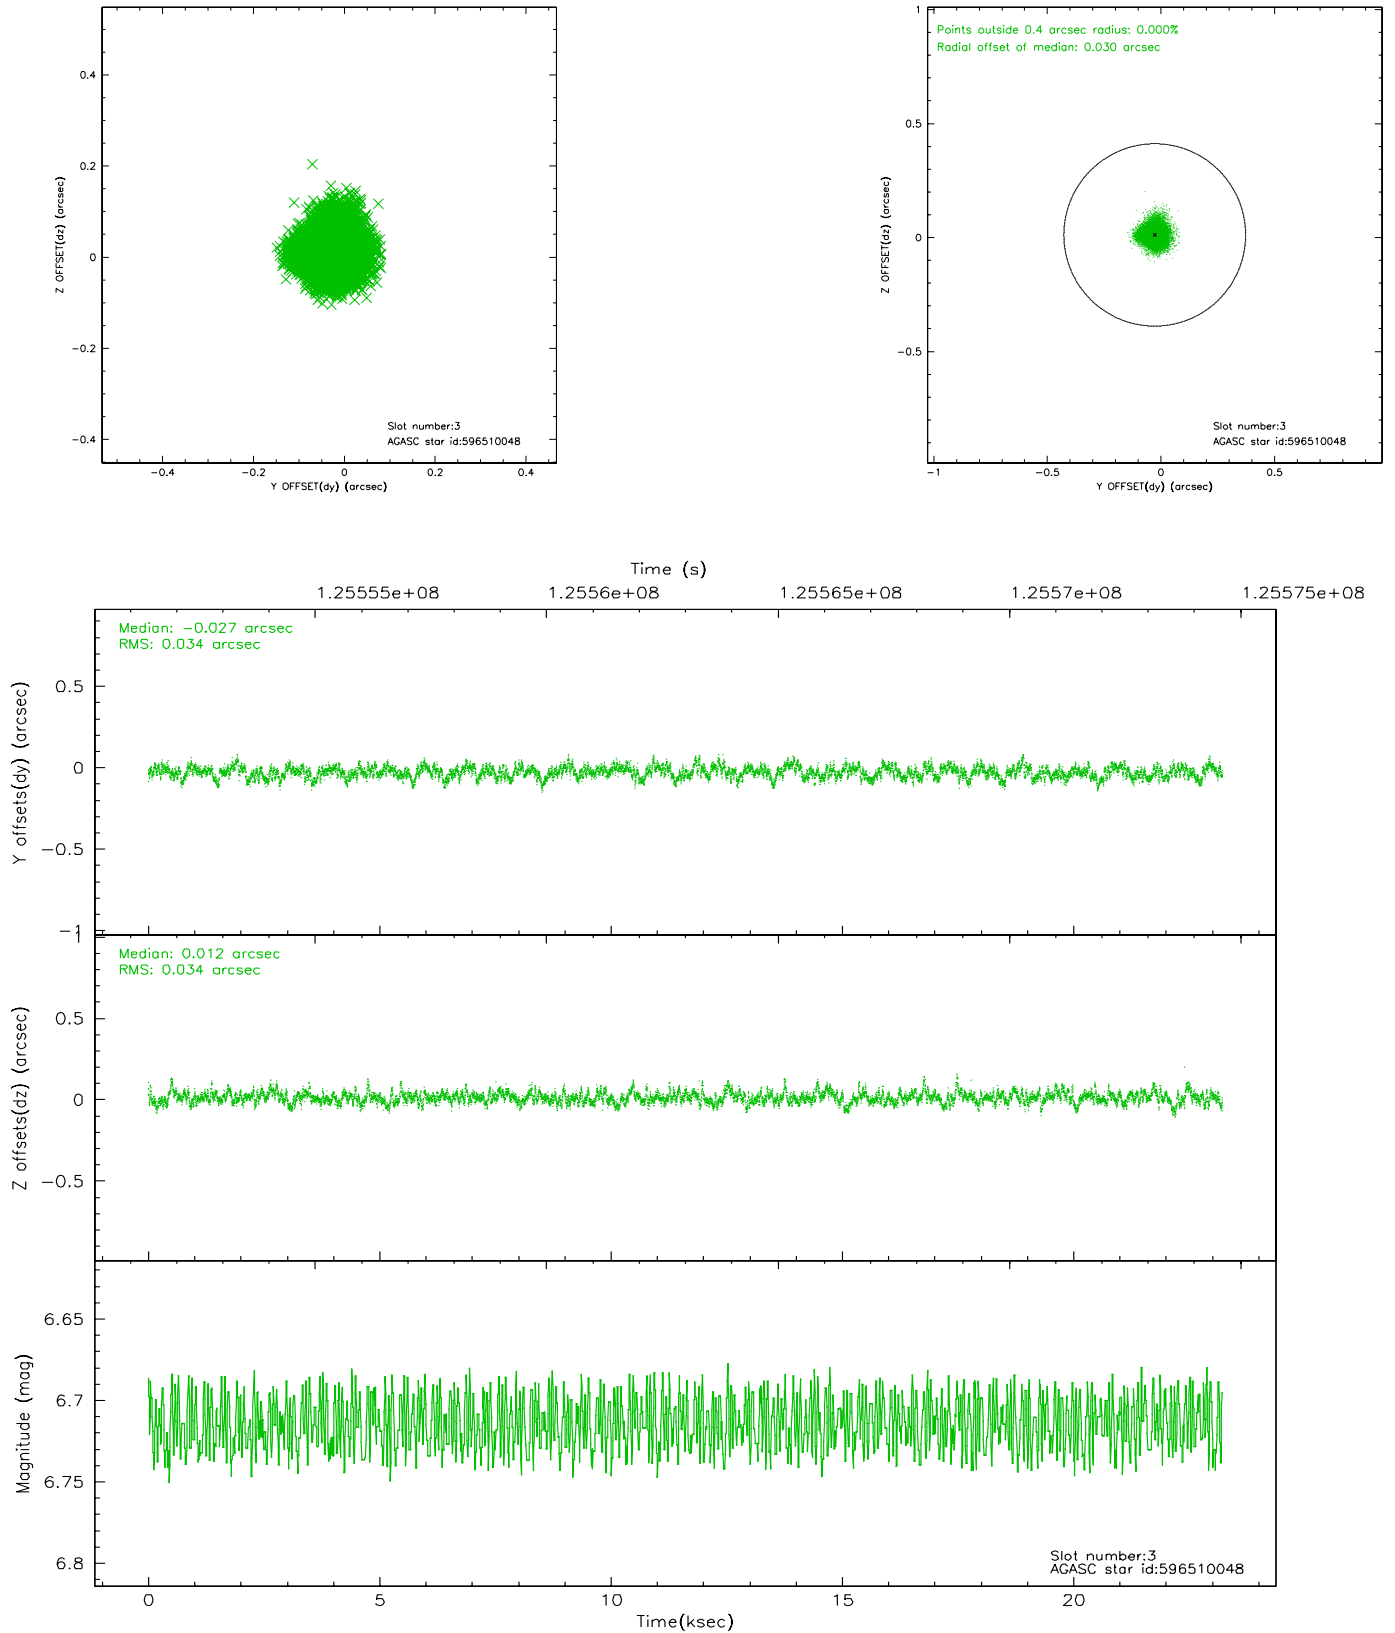 0.4
0.2
0
−0.2
−0.4
Z OFFSET(dz) (arcsec)
Slot number:3
AGASC star id:596510048
−0.4 −0.2 0 0.2 0.4
Y OFFSET(dy) (arcsec)
Points outside 0.4 arcsec radius: 0.000%
Radial offset of median: 0.030 arcsec
1
0.5
0
−0.5
Z OFFSET(dz) (arcsec)
Slot number:3
AGASC star id:596510048
−1 −0.5 0 0.5
Y OFFSET(dy) (arcsec)
Time (s)
1.25555e+08 1.2556e+08 1.25565e+08 1.2557e+08 1.25575e+08
Median: −0.027 arcsec
RMS: 0.034 arcsec
0.5
0
−0.5
−1
Y offsets(dy) (arcsec)
Median: 0.012 arcsec
RMS: 0.034 arcsec
1
0.5
0
−0.5
Z offsets(dz) (arcsec)
6.65
6.7
6.75
6.8
Magnitude (mag)
Slot number:3
AGASC star id:596510048
0 5 10 15 20
Time(ksec)